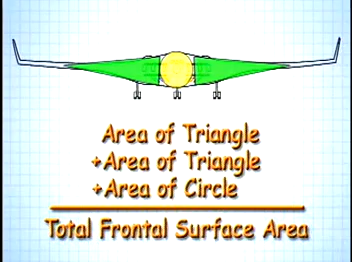 Area of Triangle
+Area of Triangle
+Area of Circle
Total Frontal Surface Area